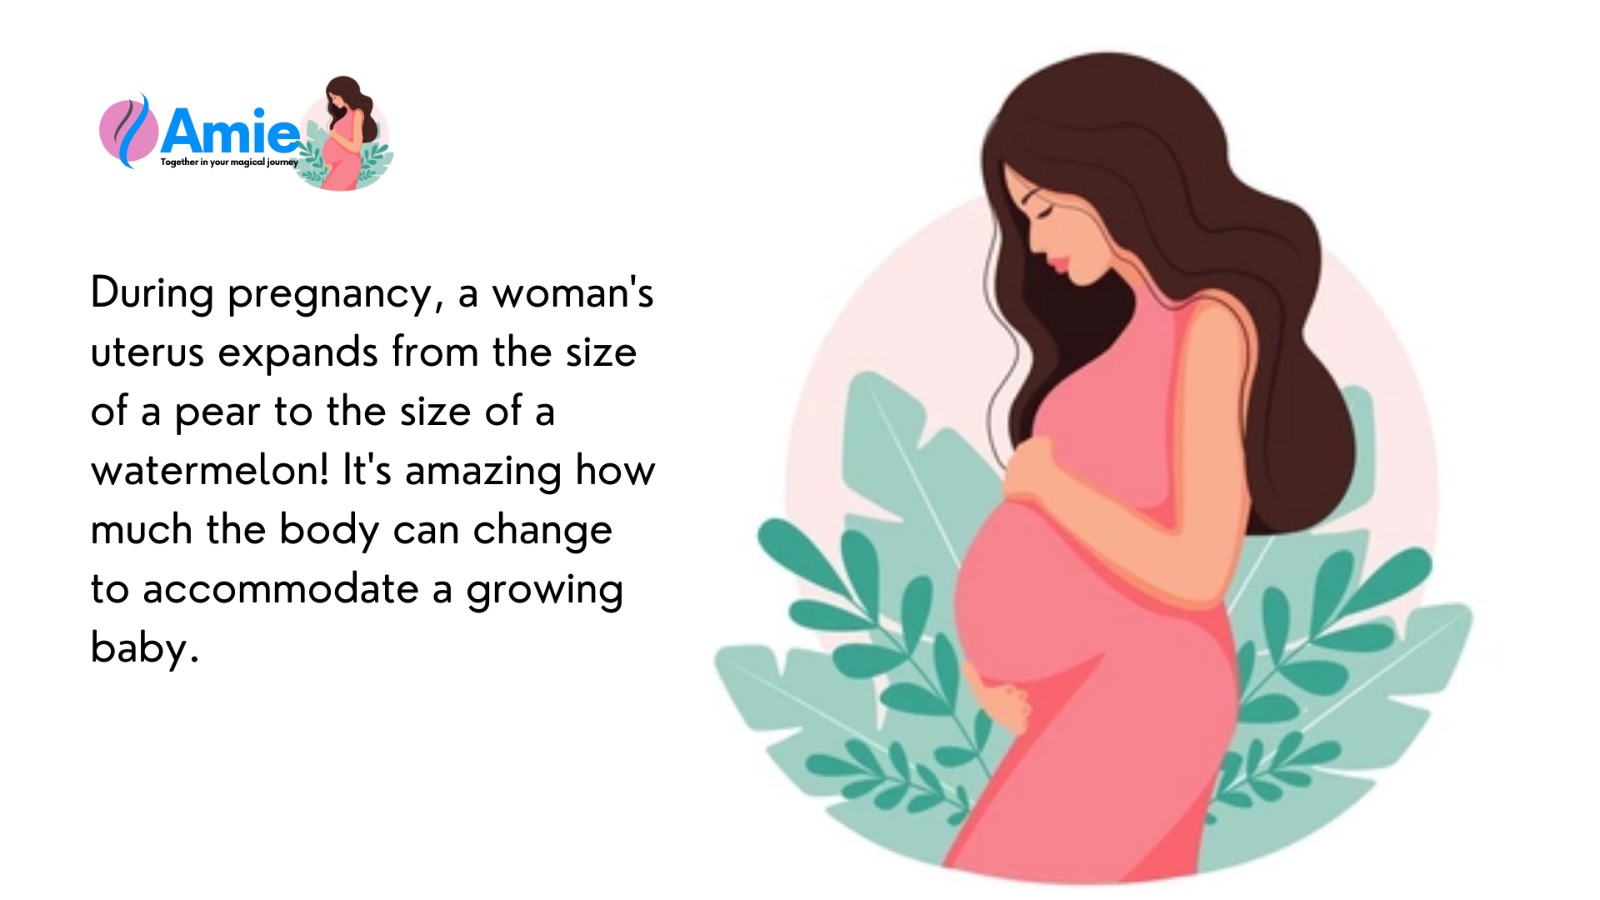 Amie
Together in your magical journey
During pregnancy, a woman's
uterus expands from the size
of a pear to the size of a
watermelon! It's amazing how
much the body can change
to accommodate a growing
baby.